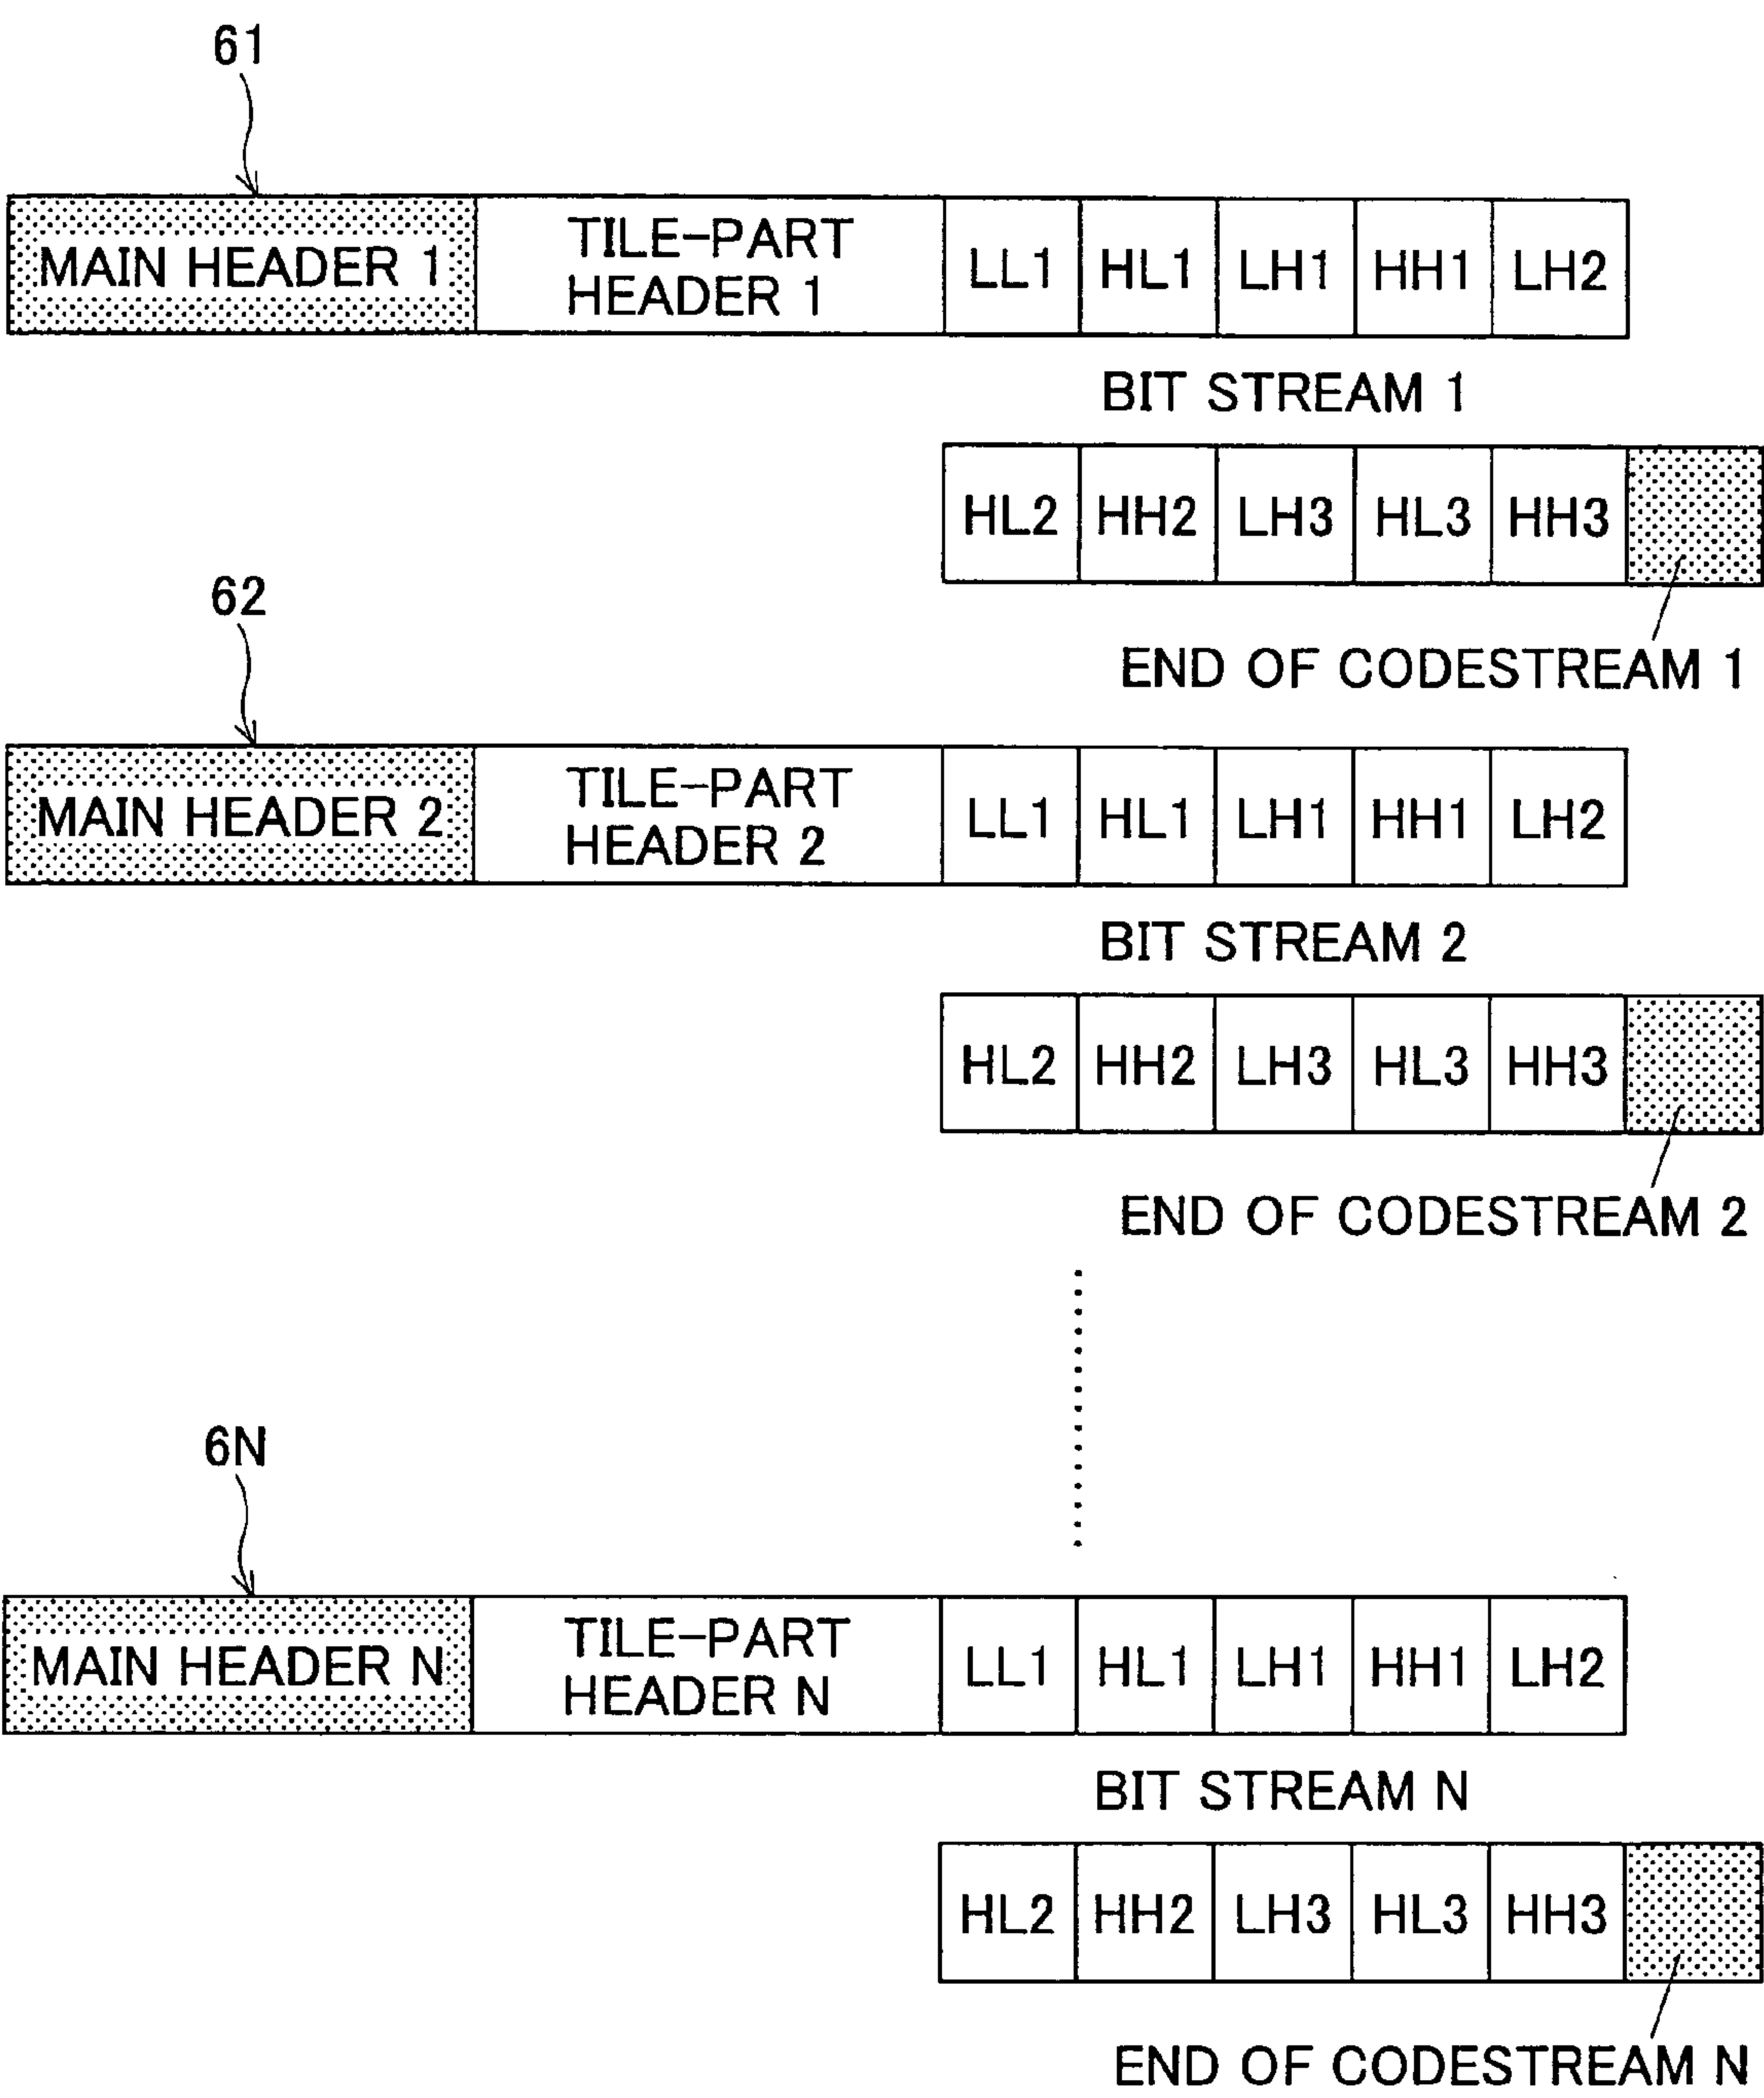 61
MAIN HEADER 1 TILE-PART HEADER 1 LL1 HL1 LH1 HH1 LH2
BIT STREAM 1
HL2 HH2 LH3 HL3 HH3
END OF CODESTREAM 1
62
MAIN HEADER 2 TILE-PART HEADER 2 LL1 HL1 LH1 HH1 LH2
BIT STREAM 2
HL2 HH2 LH3 HL3 HH3
END OF CODESTREAM 2
6N
MAIN HEADER N TILE-PART HEADER N LL1 HL1 LH1 HH1 LH2
BIT STREAM N
HL2 HH2 LH3 HL3 HH3
END OF CODESTREAM N